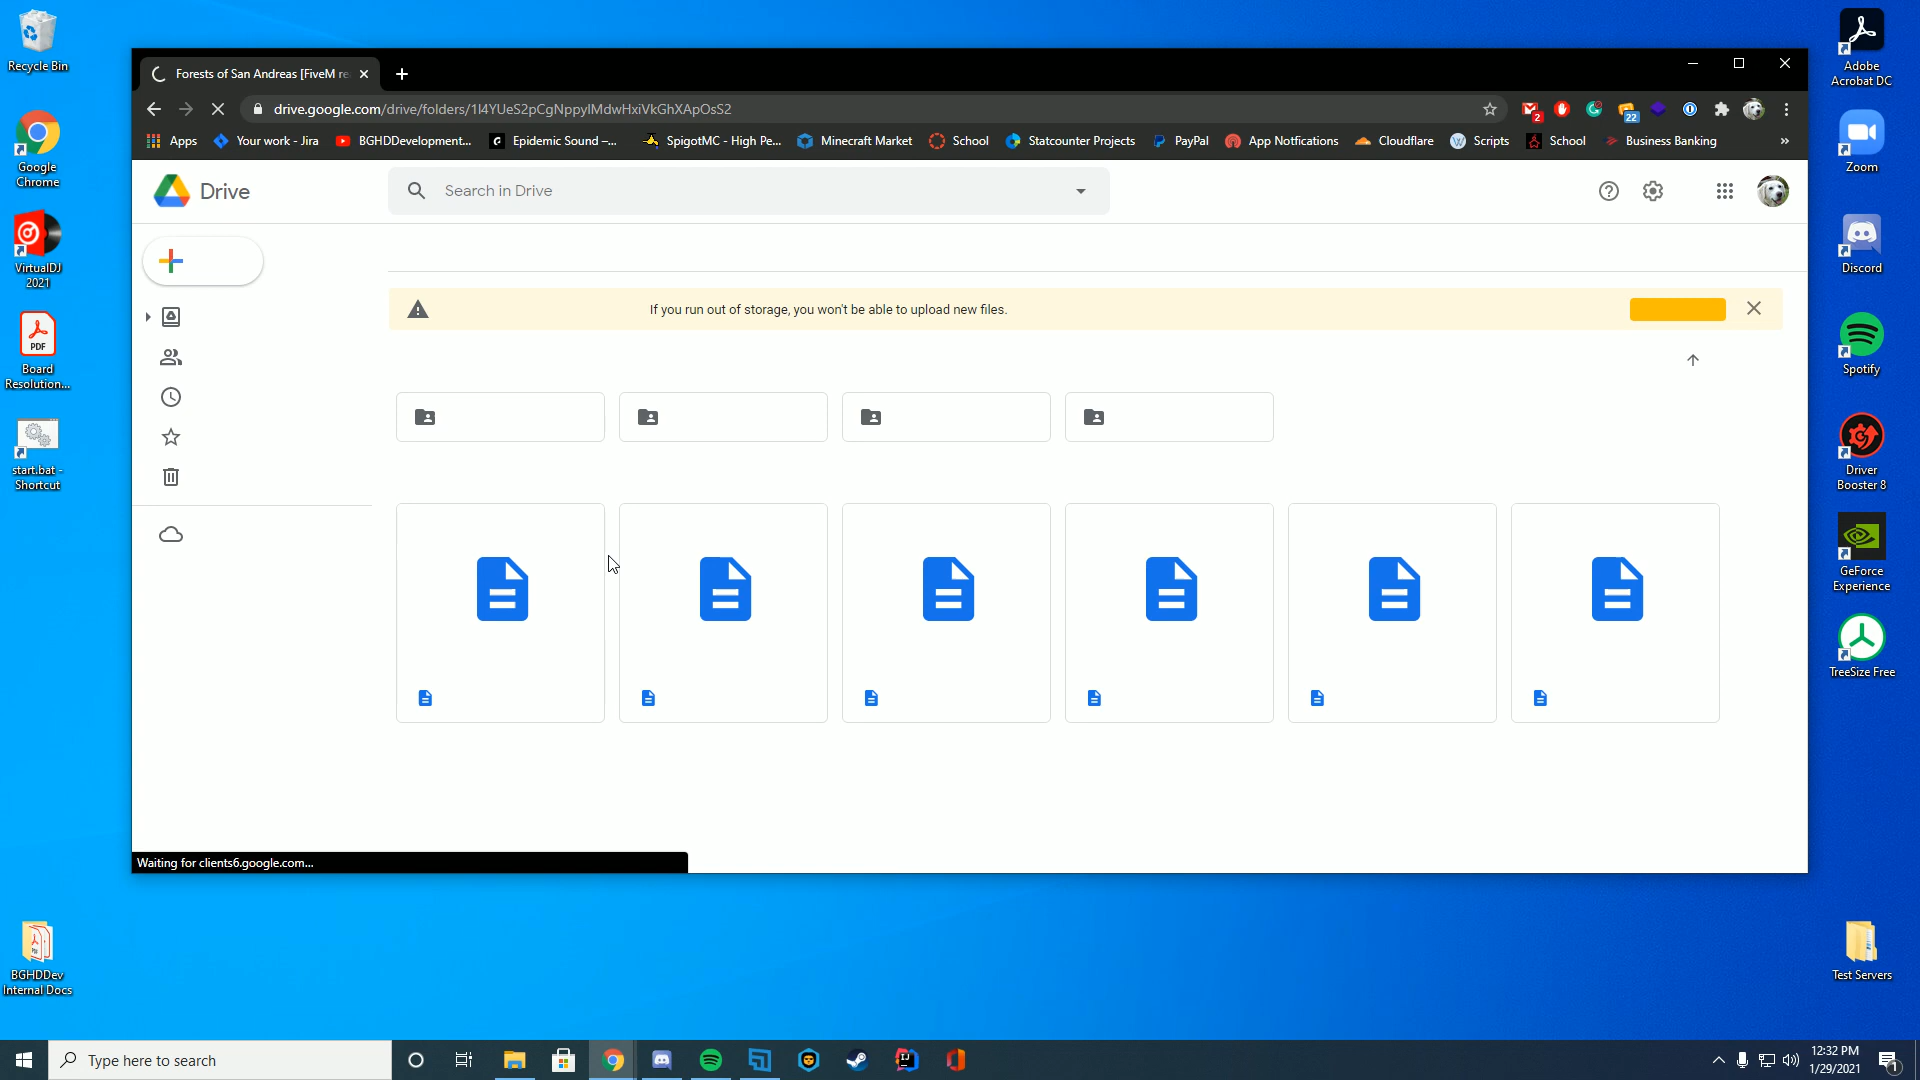 Recycle Bin
Google
Chrome
VirtualDJ
2021
PDF
Board
Resolution...
start.bat -
Shortcut
BGHDDev
Internal Docs
Forests of San Andreas [FiveM re
drive.google.com/drive/folders/1I4YUeS2pCgNppyIMdwHxiVkGhXApOsS2
2
22
Apps
Your work - Jira
BGHDDevelopment...
Epidemic Sound –...
SpigotMC - High Pe...
Minecraft Market
School
Statcounter Projects
PayPal
App Notfications
Cloudflare
Scripts
School
Business Banking
»
Drive
Search in Drive
If you run out of storage, you won't be able to upload new files.
Waiting for clients6.google.com...
Adobe
Acrobat DC
Zoom
Discord
Spotify
Driver
Booster 8
GeForce
Experience
TreeSize Free
Test Servers
Type here to search
12:32 PM
1/29/2021
1